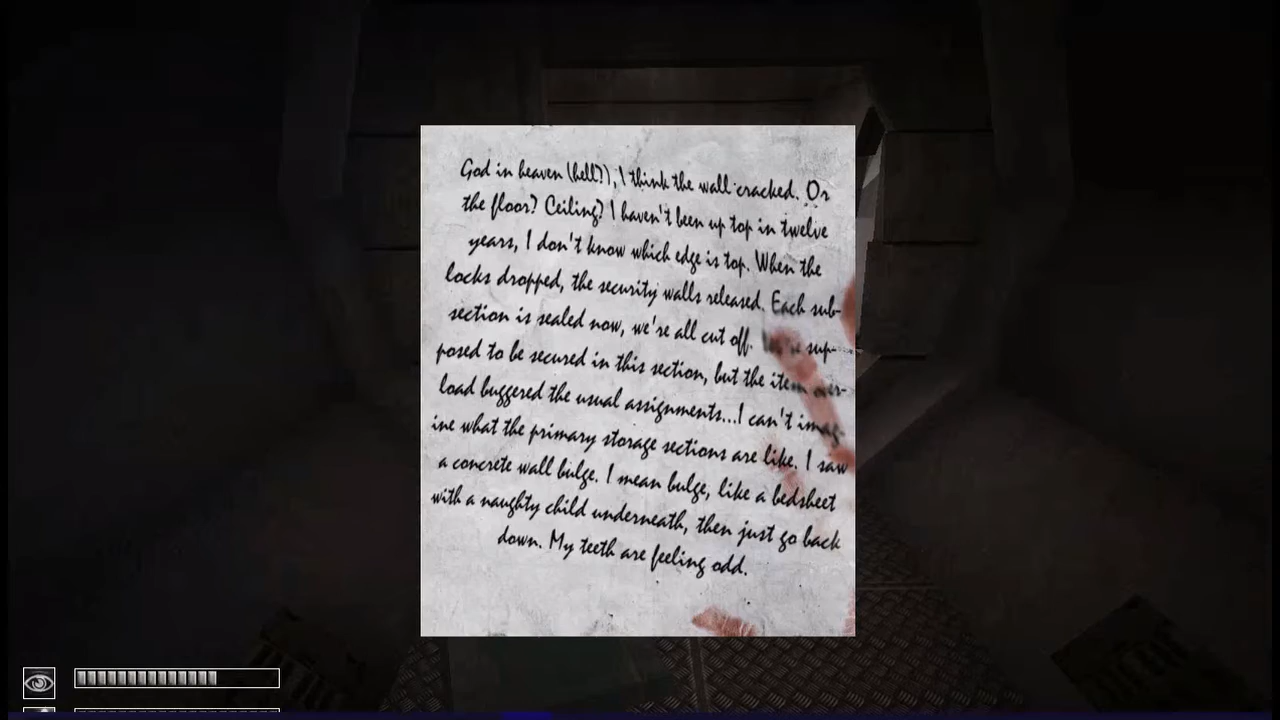 God in heaven (hell?), I think the wall cracked. Or
the floor? Ceiling? I haven't been up top in twelve
years, I don't know which edge is top. When the
locks dropped, the security walls released. Each sub-
section is sealed now, we're all cut off. sup-
posed to be secured in this section, but the item over-
load buggered the usual assignments...I can't imag-
ine what the primary storage sections are like. I saw
a concrete wall bulge. I mean bulge, like a bedsheet
with a naughty child underneath, then just go back
down. My teeth are feeling odd.